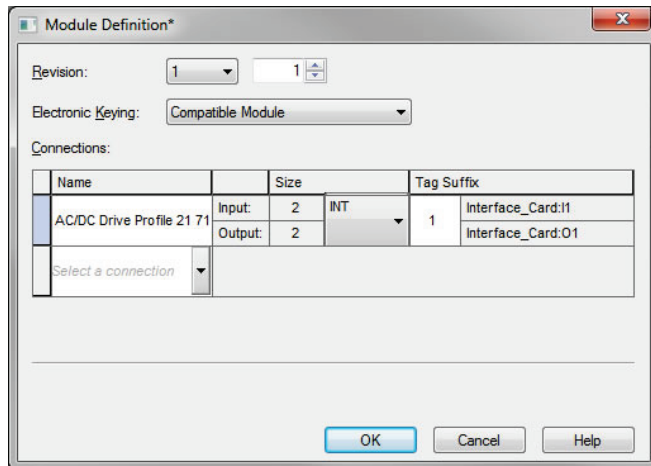 Module Definition*
Revision: 1 1
Electronic Keying: Compatible Module
Connections:
Name Size Tag Suffix
AC/DC Drive Profile 21 71 Input: 2 INT 1 Interface_Card:I1
Output: 2 Interface_Card:O1
Select a connection
OK Cancel Help